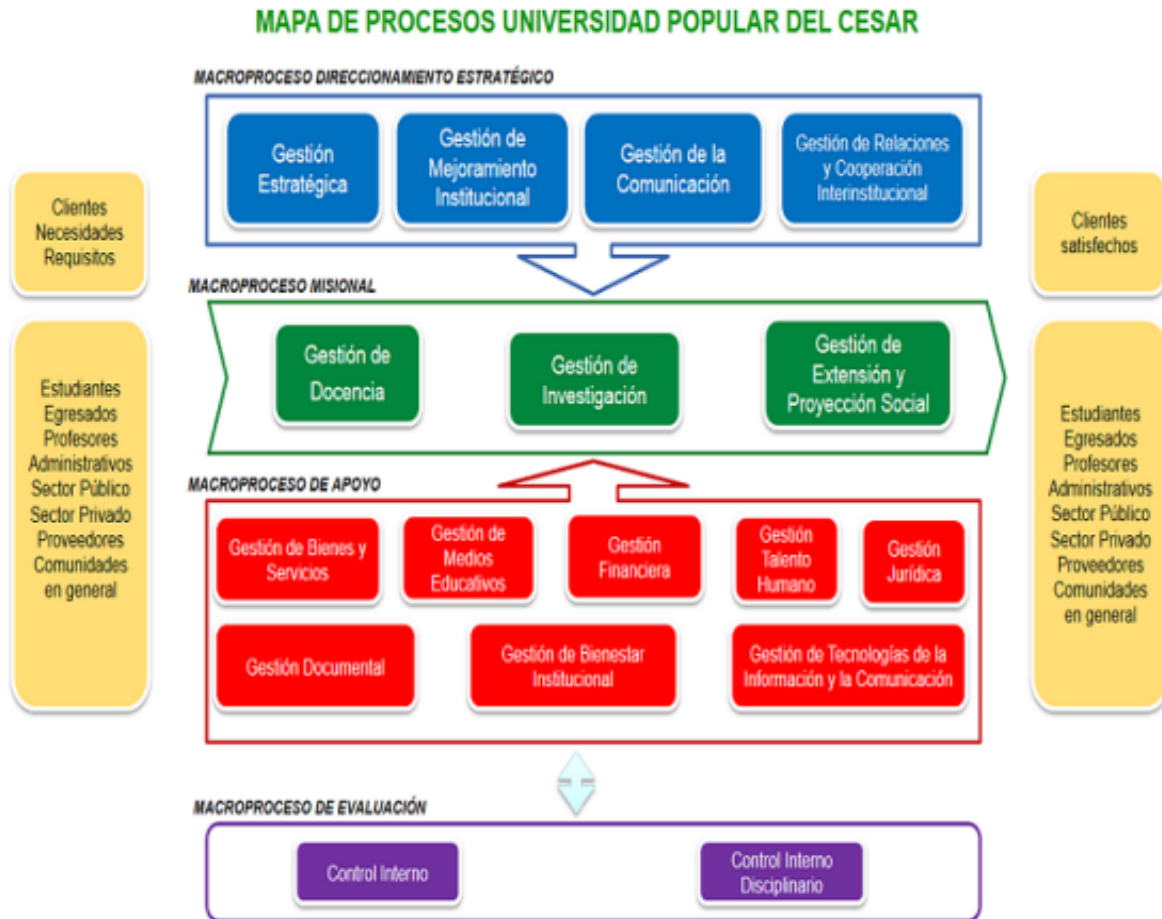 MAPA DE PROCESOS UNIVERSIDAD POPULAR DEL CESAR
MACROPROCESO DIRECCIONAMIENTO ESTRATÉGICO
Gestión
Estratégica
Gestión de
Mejoramiento
Institucional
Gestión de la
Comunicación
Gestión de Relaciones
y Cooperación
Interinstitucional
Clientes
Necesidades
Requisitos
Clientes
satisfechos
MACROPROCESO MISIONAL
Gestión de
Docencia
Gestión de
Investigación
Gestión de
Extensión y
Proyección Social
Estudiantes
Egresados
Profesores
Administrativos
Sector Público
Sector Privado
Proveedores
Comunidades
en general
Estudiantes
Egresados
Profesores
Administrativos
Sector Público
Sector Privado
Proveedores
Comunidades
en general
MACROPROCESO DE APOYO
Gestión de Bienes y
Servicios
Gestión de
Medios
Educativos
Gestión
Financiera
Gestión
Talento
Humano
Gestión
Jurídica
Gestión Documental
Gestión de Bienestar
Institucional
Gestión de Tecnologías de la
Información y la Comunicación
MACROPROCESO DE EVALUACIÓN
Control Interno
Control Interno
Disciplinario